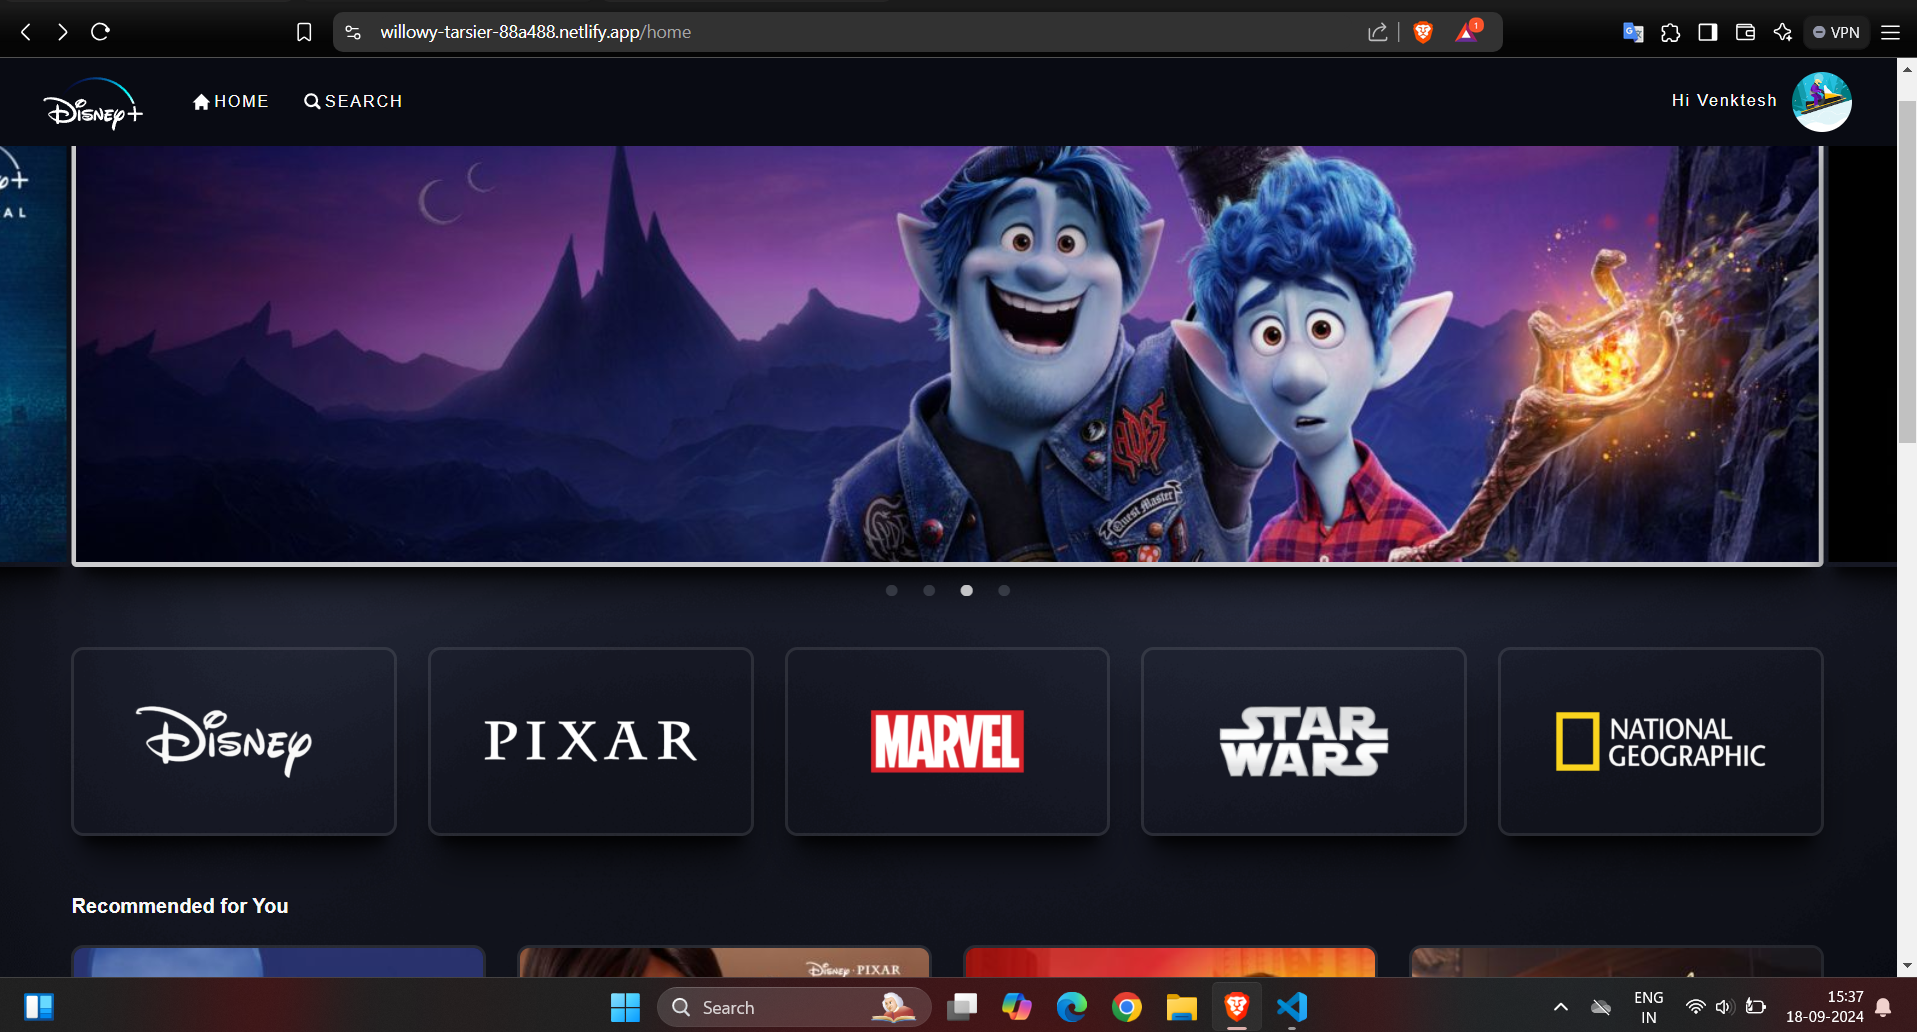 willowy-tarsier-88a488.netlify.app/home
1
VPN
Disney+
HOME
SEARCH
Hi Venktesh
AL
Quest Master
Disney
PIXAR
MARVEL
STAR
WARS
NATIONAL
GEOGRAPHIC
Recommended for You
Disney · PIXAR
Search
ENG
IN
15:37
18-09-2024